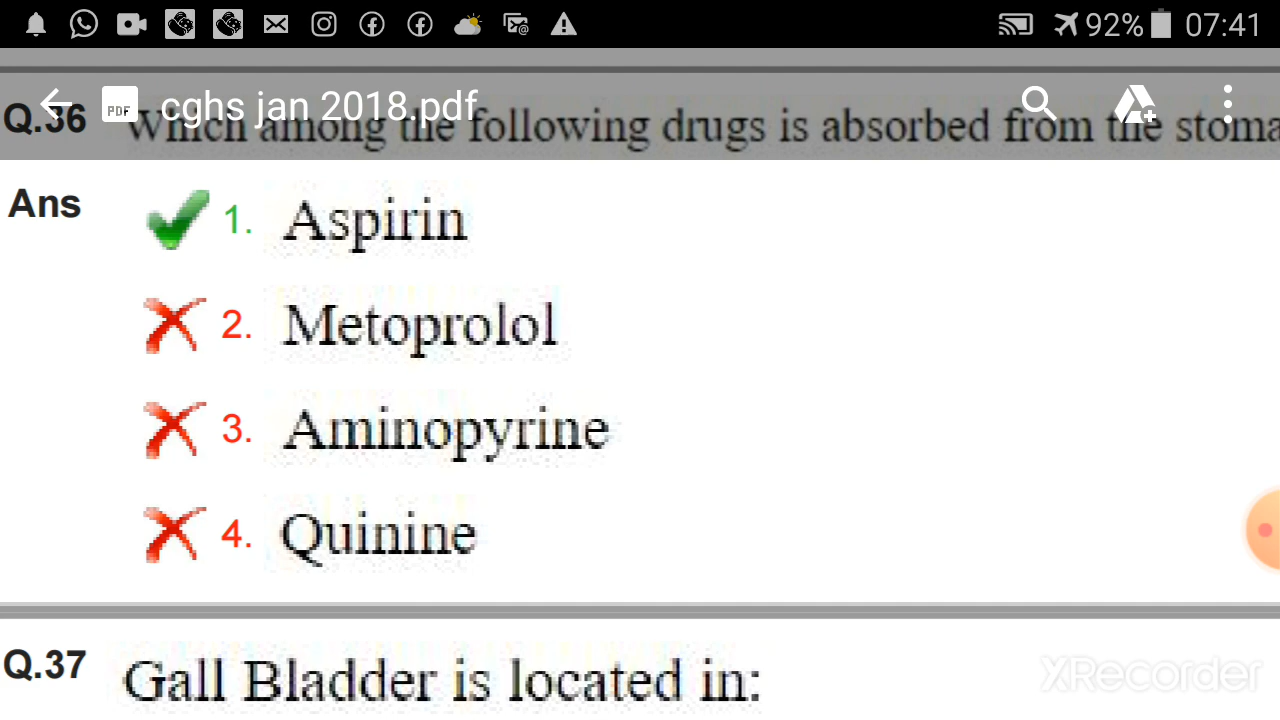 92% 07:41
PDF cghs jan 2018.pdf
Q.36 Which among the following drugs is absorbed from the stoma
Ans 1. Aspirin
2. Metoprolol
3. Aminopyrine
4. Quinine
Q.37 Gall Bladder is located in:
XRecorder